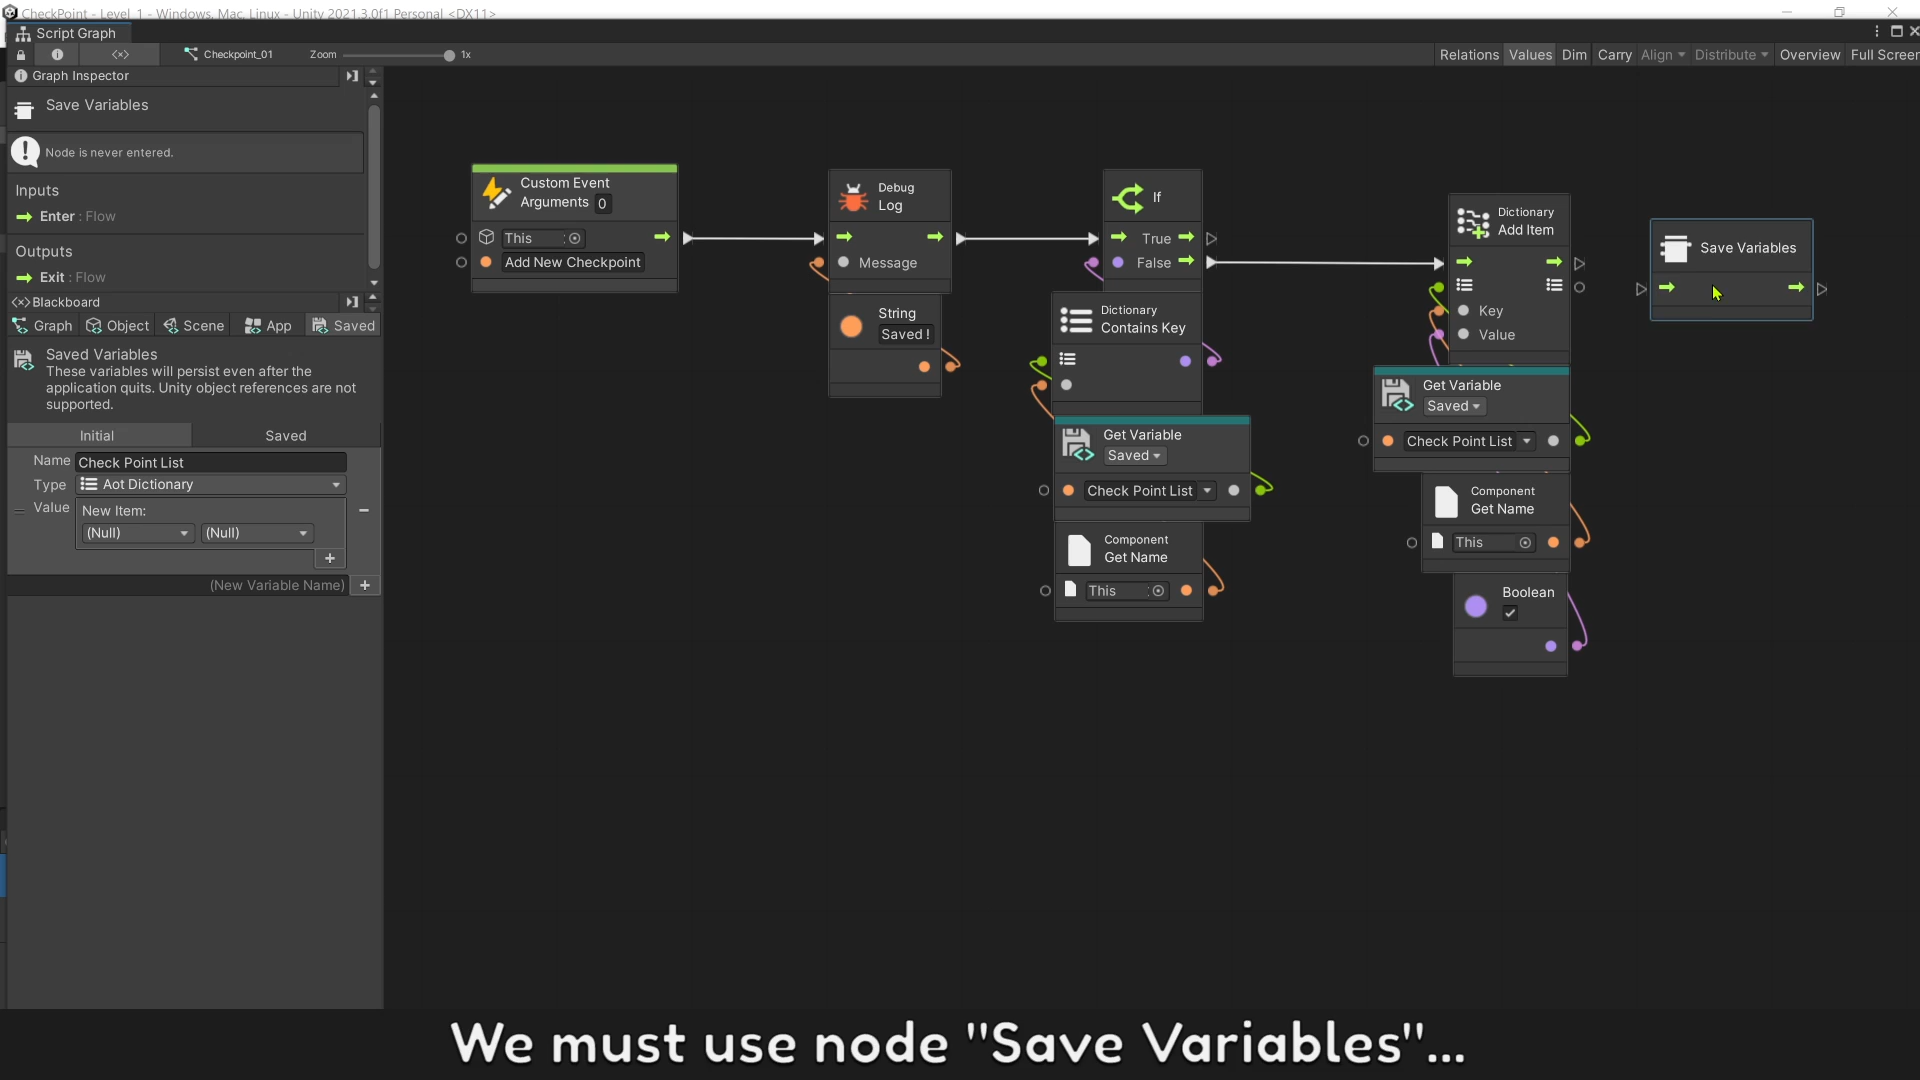 CheckPoint - Level_1 - Windows, Mac, Linux - Unity 2021.3.0f1 Personal <DX11>
Script Graph
Checkpoint_01
Zoom
1x
Relations Values Dim Carry Align Distribute Overview Full Screen
Graph Inspector
Save Variables
Node is never entered.
Inputs
Enter : Flow
Outputs
Exit : Flow
<x> Blackboard
Graph Object Scene App Saved
Saved Variables
These variables will persist even after the
application quits. Unity object references are not
supported.
Initial Saved
Name Check Point List
Type Aot Dictionary
Value New Item:
(Null) (Null)
(New Variable Name)
Custom Event
Arguments 0
This
Add New Checkpoint
Debug
Log
Message
String
Saved !
If
True
False
Dictionary
Contains Key
Get Variable
Saved
Check Point List
Component
Get Name
This
Dictionary
Add Item
Key
Value
Get Variable
Saved
Check Point List
Component
Get Name
This
Boolean
Save Variables
We must use node "Save Variables"...